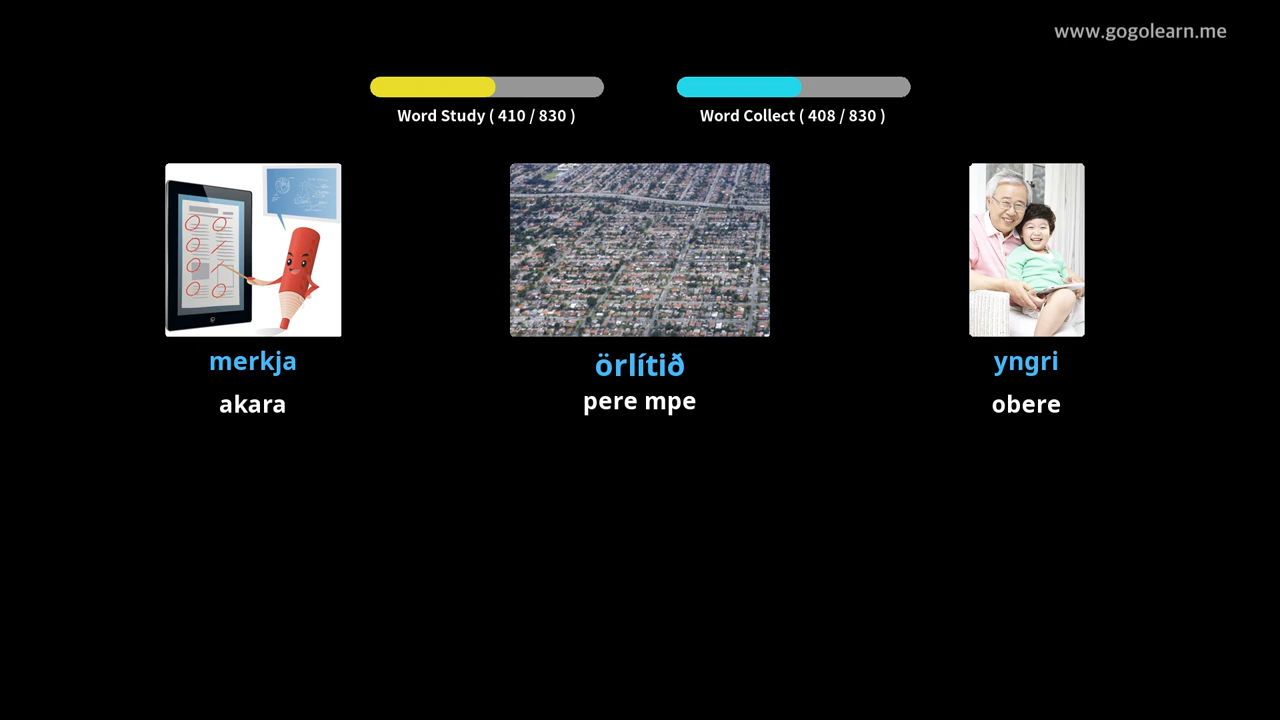 www.gogolearn.me
Word Study ( 410 / 830 )
Word Collect ( 408 / 830 )
merkja
akara
örlítið
pere mpe
yngri
obere